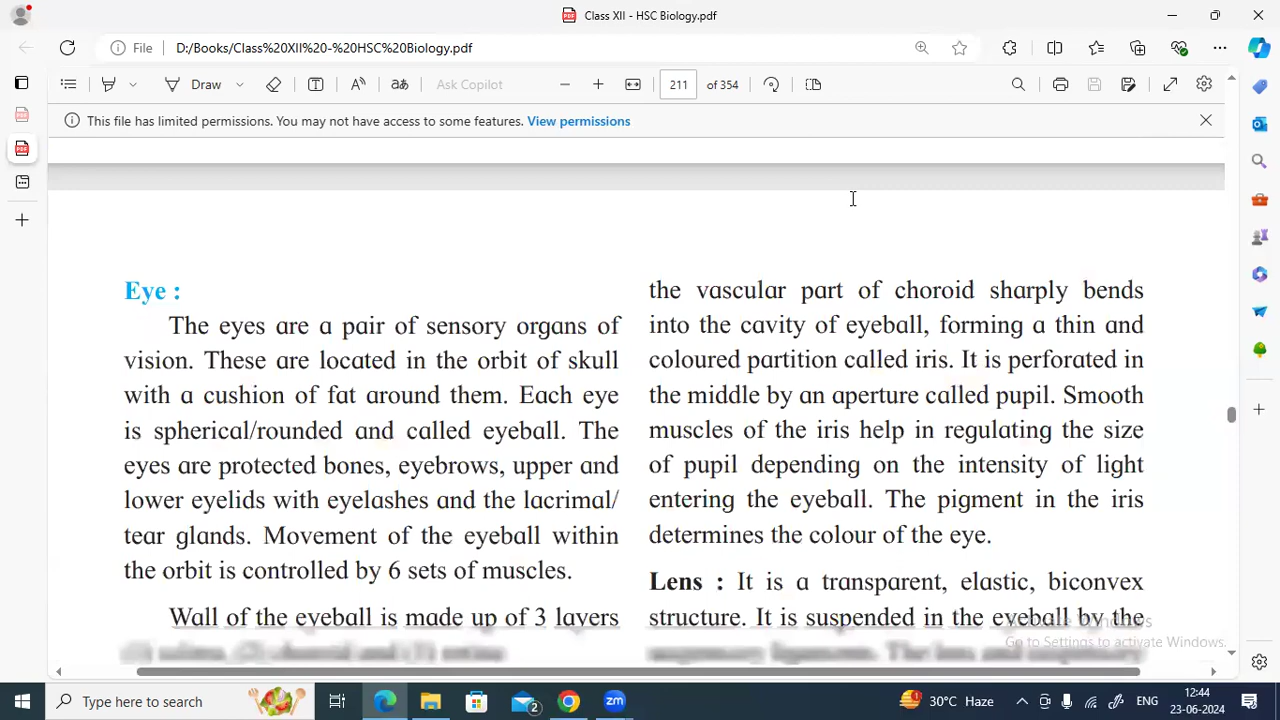 Class XII - HSC Biology.pdf
File
D:/Books/Class%20XII%20-%20HSC%20Biology.pdf
Draw
aあ
Ask Copilot
211
of 354
This file has limited permissions. You may not have access to some features. View permissions
Eye :
The eyes are a pair of sensory organs of
vision. These are located in the orbit of skull
with a cushion of fat around them. Each eye
is spherical/rounded and called eyeball. The
eyes are protected bones, eyebrows, upper and
lower eyelids with eyelashes and the lacrimal/
tear glands. Movement of the eyeball within
the orbit is controlled by 6 sets of muscles.
Wall of the eyeball is made up of 3 layers
the vascular part of choroid sharply bends
into the cavity of eyeball, forming a thin and
coloured partition called iris. It is perforated in
the middle by an aperture called pupil. Smooth
muscles of the iris help in regulating the size
of pupil depending on the intensity of light
entering the eyeball. The pigment in the iris
determines the colour of the eye.
Lens : It is a transparent, elastic, biconvex
structure. It is suspended in the eyeball by the
Go to Settings to activate Windows.
Type here to search
2
30°C Haze
ENG
12:44
23-06-2024